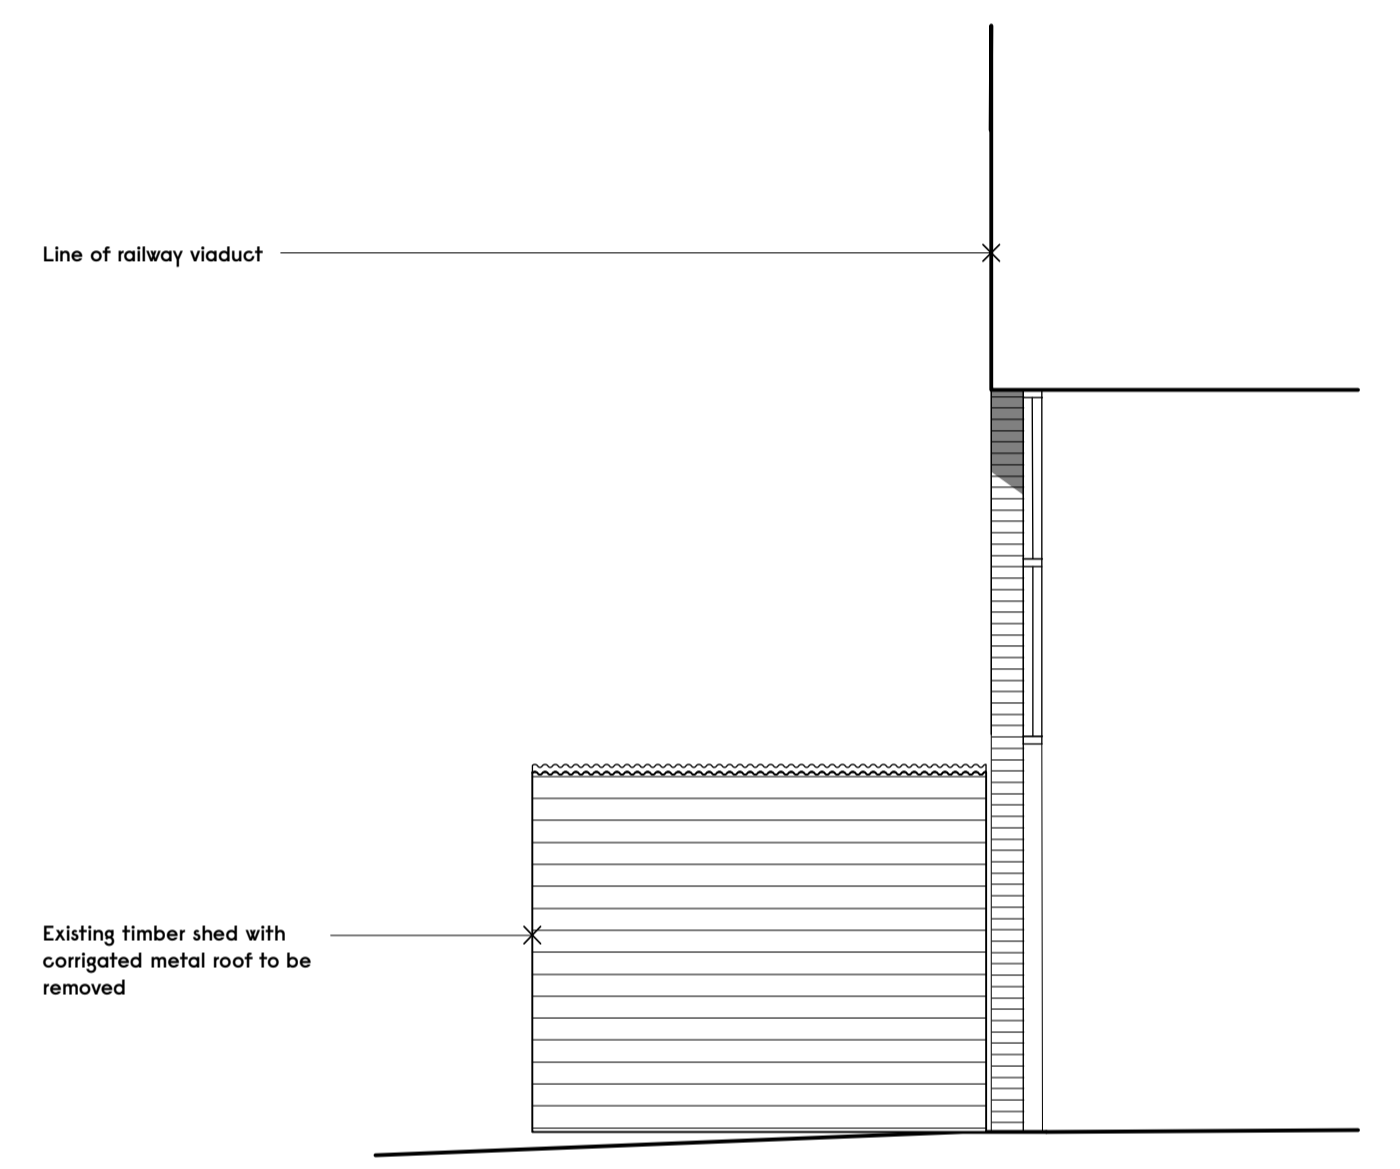 Line of railway viaduct
Existing timber shed with
corrigated metal roof to be
removed